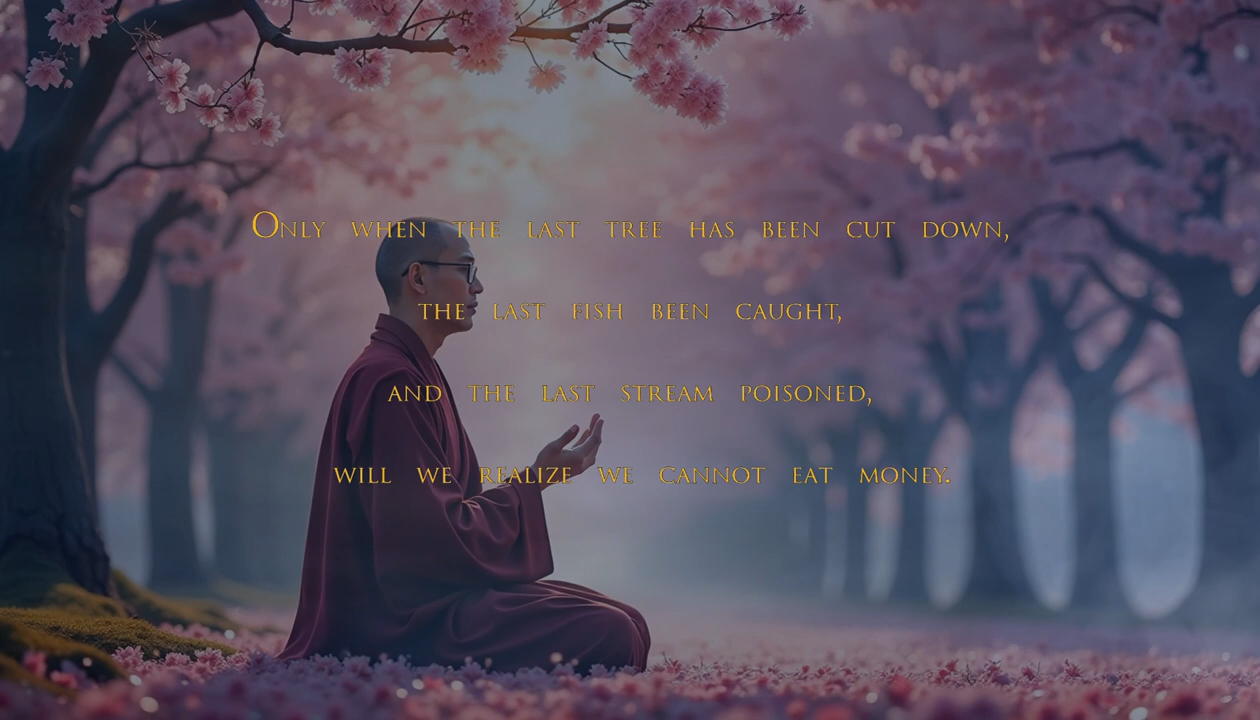 Only when the last tree has been cut down,
the last fish been caught,
and the last stream poisoned,
will we realize we cannot eat money.